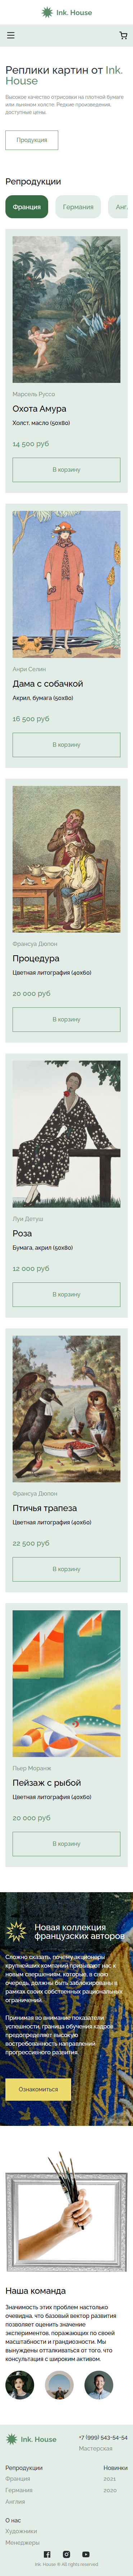 Ink. House
Реплики картин от Ink.
House
Высокое качество отрисовки на плотной бумаге
или льняном холсте. Редкие произведения,
доступные цены.
Продукция
Репродукции
Франция
Германия
Анг.
Марсель Руссо
Охота Амура
Холст, масло (50х80)
14 500 руб
В корзину
Анри Селин
Дама с собачкой
Акрил, бумага (50х80)
16 500 руб
В корзину
Франсуа Дюпон
Процедура
Цветная литография (40х60)
20 000 руб
В корзину
Луи Детуш
Роза
Бумага, акрил (50х80)
12 000 руб
В корзину
Франсуа Дюпон
Птичья трапеза
Цветная литография (40х60)
22 500 руб
В корзину
Пьер Моранж
Пейзаж с рыбой
Цветная литография (40х60)
20 000 руб
В корзину
Новая коллекция
французских авторов
Сложно сказать, почему акционеры
крупнейших компаний призывают нас к
новым свершениям, которые, в свою
очередь, должны быть заблокированы в
рамках своих собственных рациональных
ограничений.
Принимая во внимание показатели
успешности, граница обучения кадров
предопределяет высокую
востребованность направлений
прогрессивного развития.
Ознакомиться
Наша команда
Значимость этих проблем настолько
очевидна, что базовый вектор развития
позволяет оценить значение
экспериментов, поражающих по своей
масштабности и грандиозности. Мы
вынуждены отталкиваться от того, что
консультация с широким активом.
Ink. House
+7 (999) 543-54-54
Мастерская
Репродукции
Франция
Германия
Англия
Новинки
2021
2020
О нас
Художники
Менеджеры
Ink. House ® All rights reserved